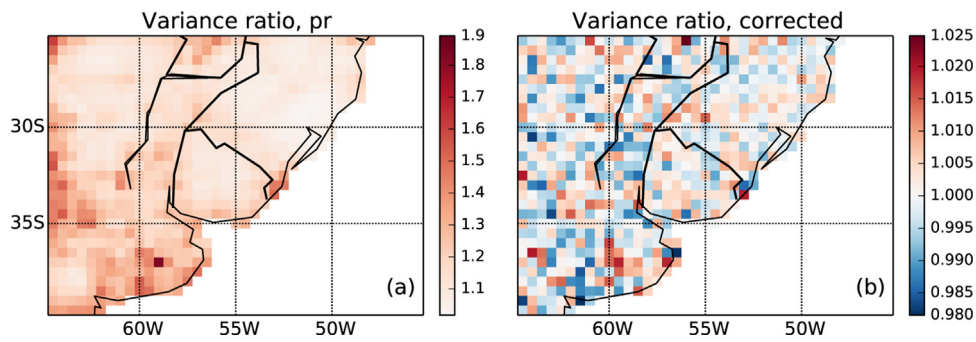 Variance ratio, pr
Variance ratio, corrected
30S
35S
60W
55W
50W
(a)
1.9
1.8
1.7
1.6
1.5
1.4
1.3
1.2
1.1
60W
55W
50W
(b)
1.025
1.020
1.015
1.010
1.005
1.000
0.995
0.990
0.985
0.980